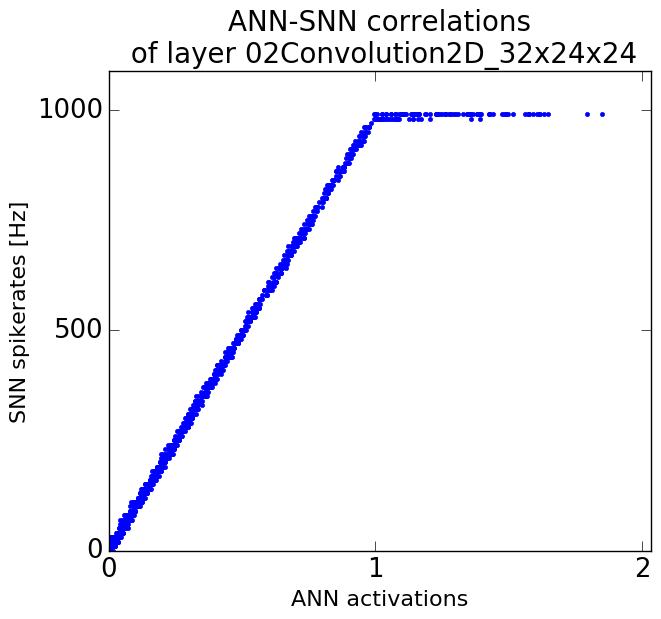 ANN-SNN correlations
of layer 02Convolution2D_32x24x24
1000
500
0
0 1 2
SNN spikerates [Hz]
ANN activations